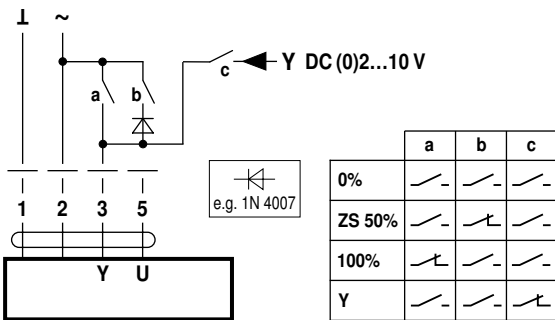 ⊥ ~
a b c Y DC (0)2…10 V
1 2 3 5
Y U
e.g. 1N 4007
a b c
0%
ZS 50%
100%
Y